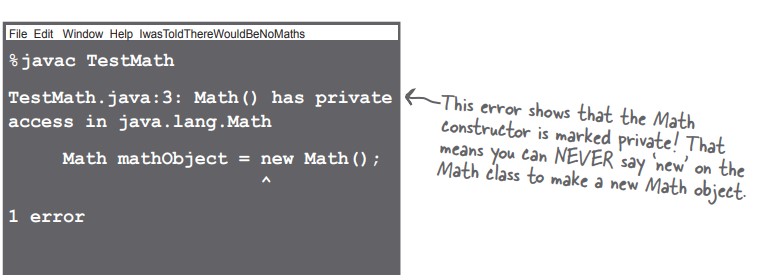 File Edit Window Help IwasToldThereWouldBeNoMaths
%javac TestMath
TestMath.java:3: Math() has private
access in java.lang.Math
Math mathObject = new Math();
^
1 error
This error shows that the Math
constructor is marked private! That
means you can NEVER say ‘new’ on the
Math class to make a new Math object.